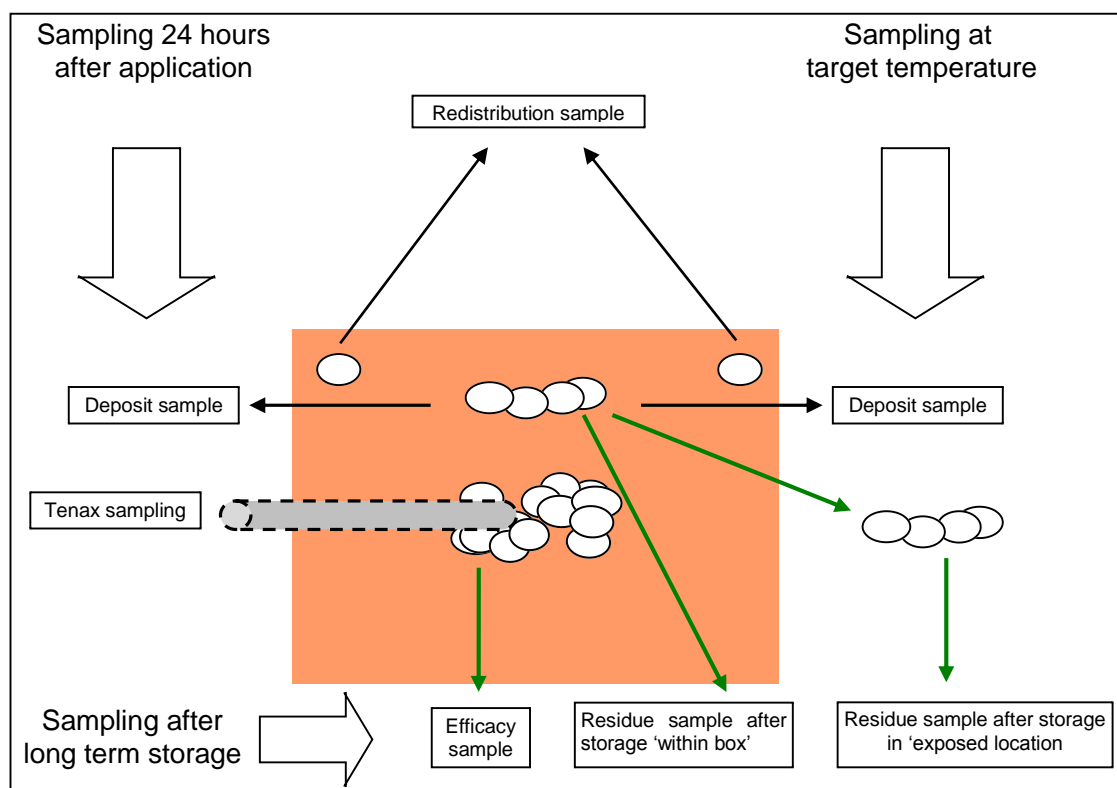 Sampling 24 hours
after application
Sampling at
target temperature
Redistribution sample
Deposit sample
Deposit sample
Tenax sampling
Sampling after
long term storage
Efficacy
sample
Residue sample after
storage ‘within box’
Residue sample after storage
in ‘exposed location